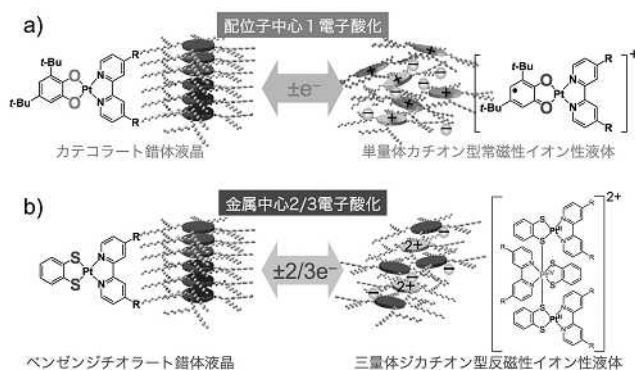 a)
配位子中心1電子酸化
t-Bu
t-Bu
O
O
Pt
N
N
R
R
±e⁻
カテコラート錯体液晶
+
t-Bu
t-Bu
O
O
Pt
N
N
R
R
単量体カチオン型常磁性イオン性液体
b)
金属中心2/3電子酸化
S
S
Pt
N
N
R
R
±2/3e⁻
2+
2+
ベンゼンジチオラート錯体液晶
2+
三量体ジカチオン型反磁性イオン性液体